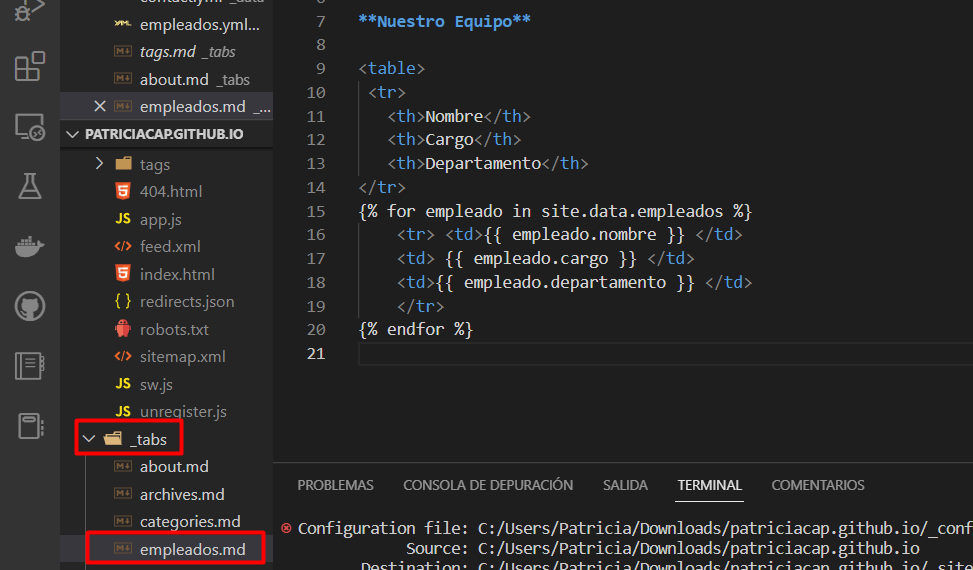 empleados.yml...
tags.md _tabs
about.md _tabs
empleados.md _...
PATRICIACAP.GITHUB.IO
tags
404.html
JS app.js
feed.xml
index.html
{ } redirects.json
robots.txt
sitemap.xml
JS sw.js
JS unregister.js
_tabs
about.md
archives.md
categories.md
empleados.md
7 **Nuestro Equipo**
8
9 <table>
10 <tr>
11 <th>Nombre</th>
12 <th>Cargo</th>
13 <th>Departamento</th>
14 </tr>
15 {% for empleado in site.data.empleados %}
16 <tr> <td>{{ empleado.nombre }} </td>
17 <td> {{ empleado.cargo }} </td>
18 <td>{{ empleado.departamento }} </td>
19 </tr>
20 {% endfor %}
21
PROBLEMAS CONSOLA DE DEPURACIÓN SALIDA TERMINAL COMENTARIOS
Configuration file: C:/Users/Patricia/Downloads/patriciacap.github.io/_conf
Source: C:/Users/Patricia/Downloads/patriciacap.github.io
Destination: C:/Users/Patricia/Downloads/patriciacap.github.io/_site